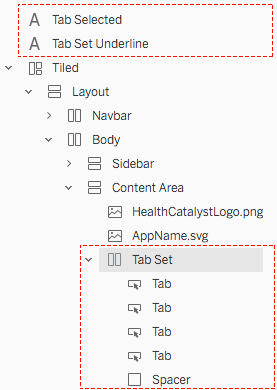 Tab Selected
Tab Set Underline
Tiled
Layout
Navbar
Body
Sidebar
Content Area
HealthCatalystLogo.png
AppName.svg
Tab Set
Tab
Tab
Tab
Tab
Spacer